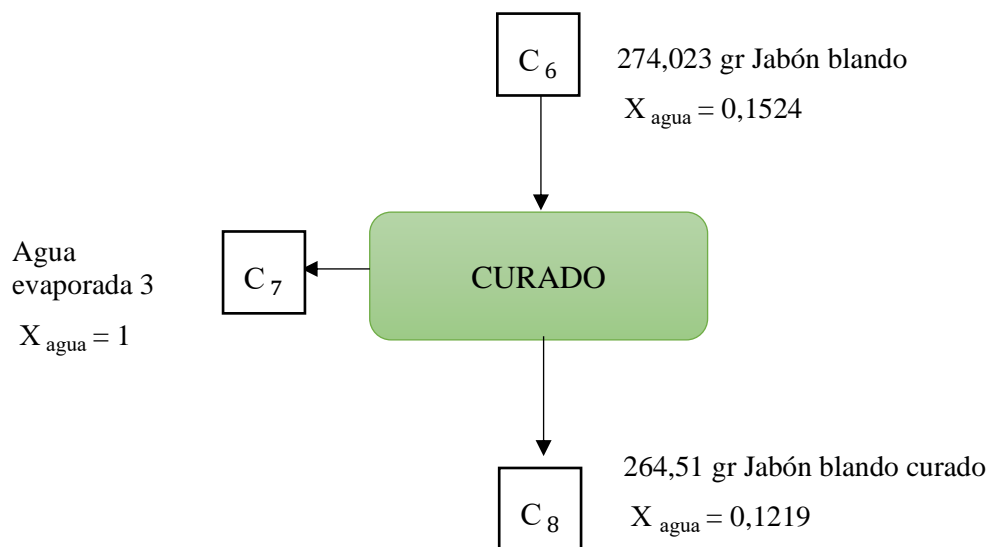 C 6
274,023 gr Jabón blando
X agua = 0,1524
Agua
evaporada 3
X agua = 1
C 7
CURADO
264,51 gr Jabón blando curado
X agua = 0,1219
C 8